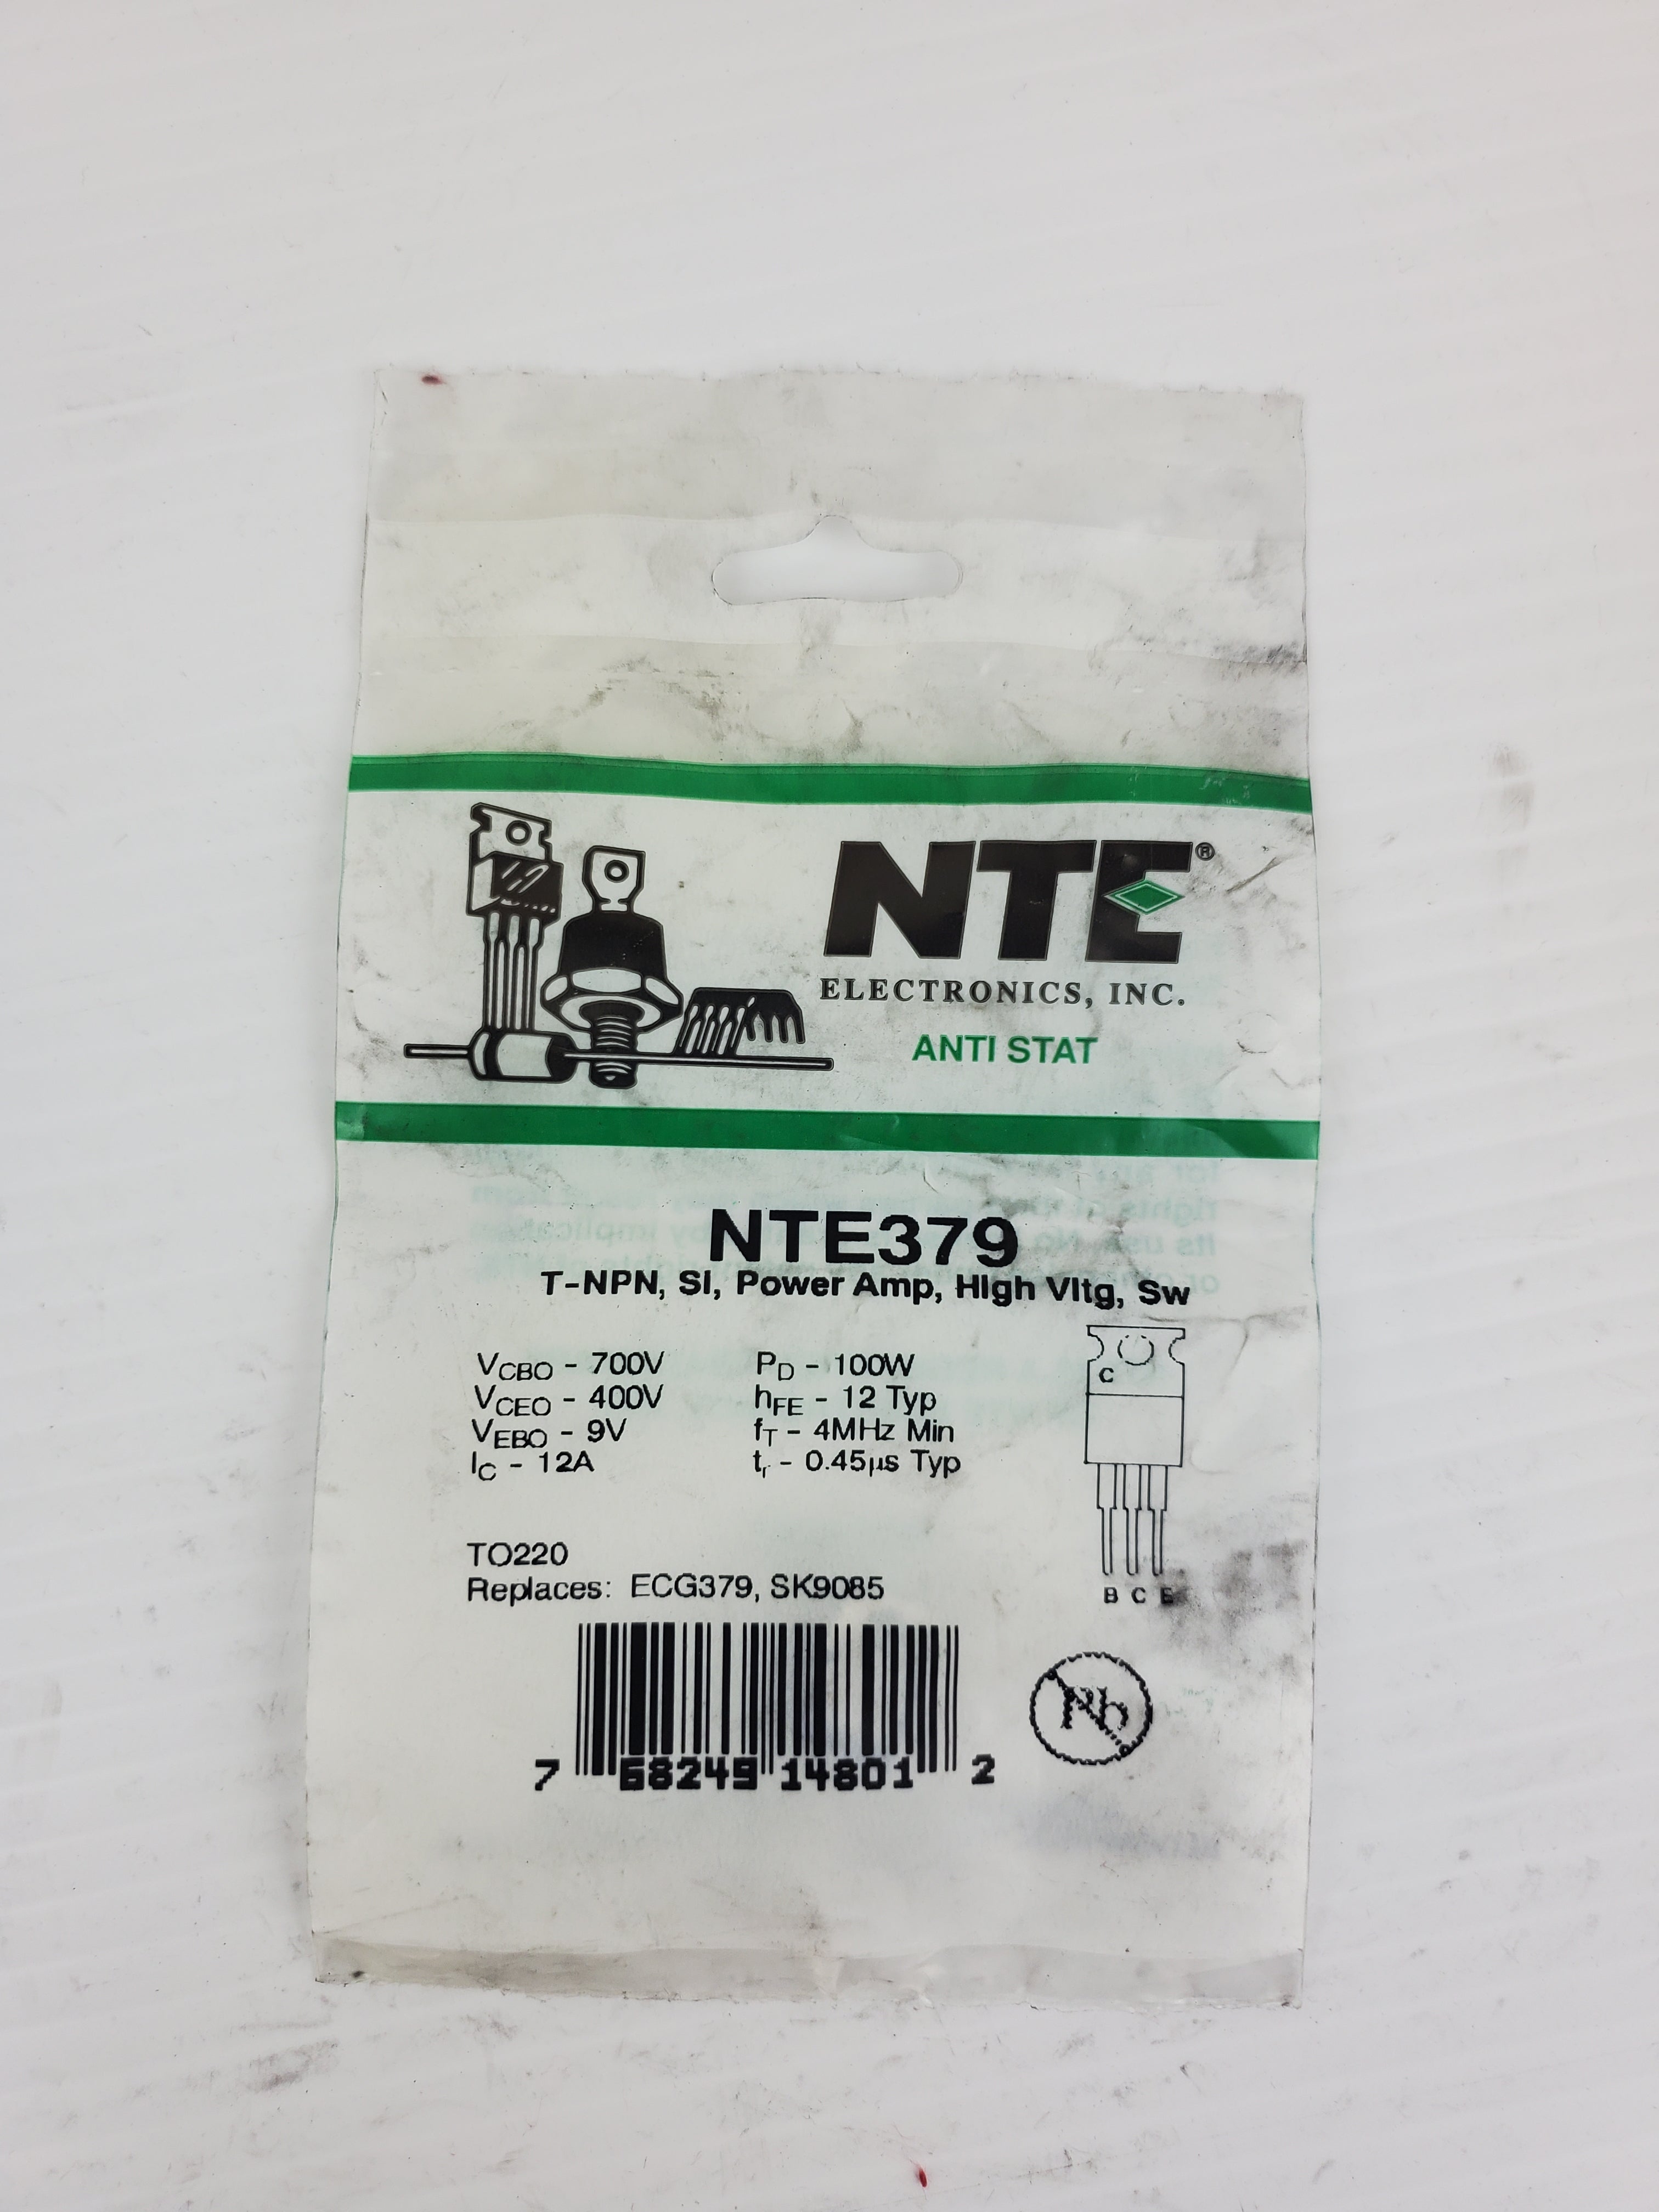 NTE®
ELECTRONICS, INC.
ANTI STAT
NTE379
T-NPN, SI, Power Amp, HIgh Vltg, Sw
VCBO - 700V
VCEO - 400V
VEBO - 9V
IC - 12A
PD - 100W
hFE - 12 Typ
fT - 4MHz Min
tr - 0.45µs Typ
C
B C E
TO220
Replaces: ECG379, SK9085
7 68249 14801 2
Pb